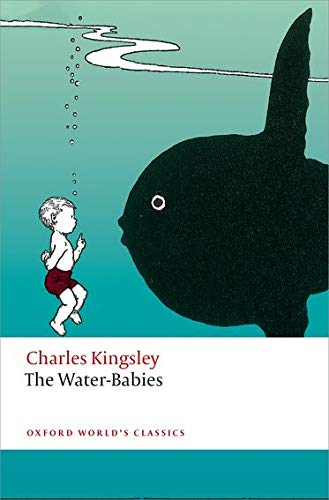 Charles Kingsley
The Water-Babies
OXFORD WORLD'S CLASSICS